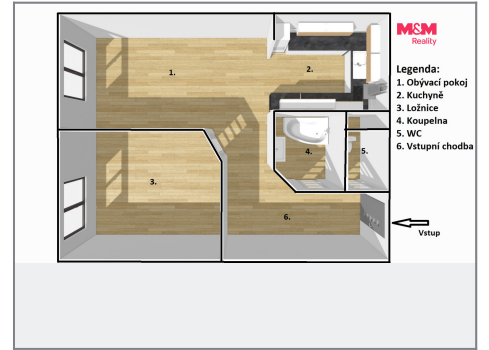 M&M
Reality
Legenda:
1. Obývací pokoj
2. Kuchyně
3. Ložnice
4. Koupelna
5. WC
6. Vstupní chodba
1.
2.
3.
4.
5.
6.
Vstup